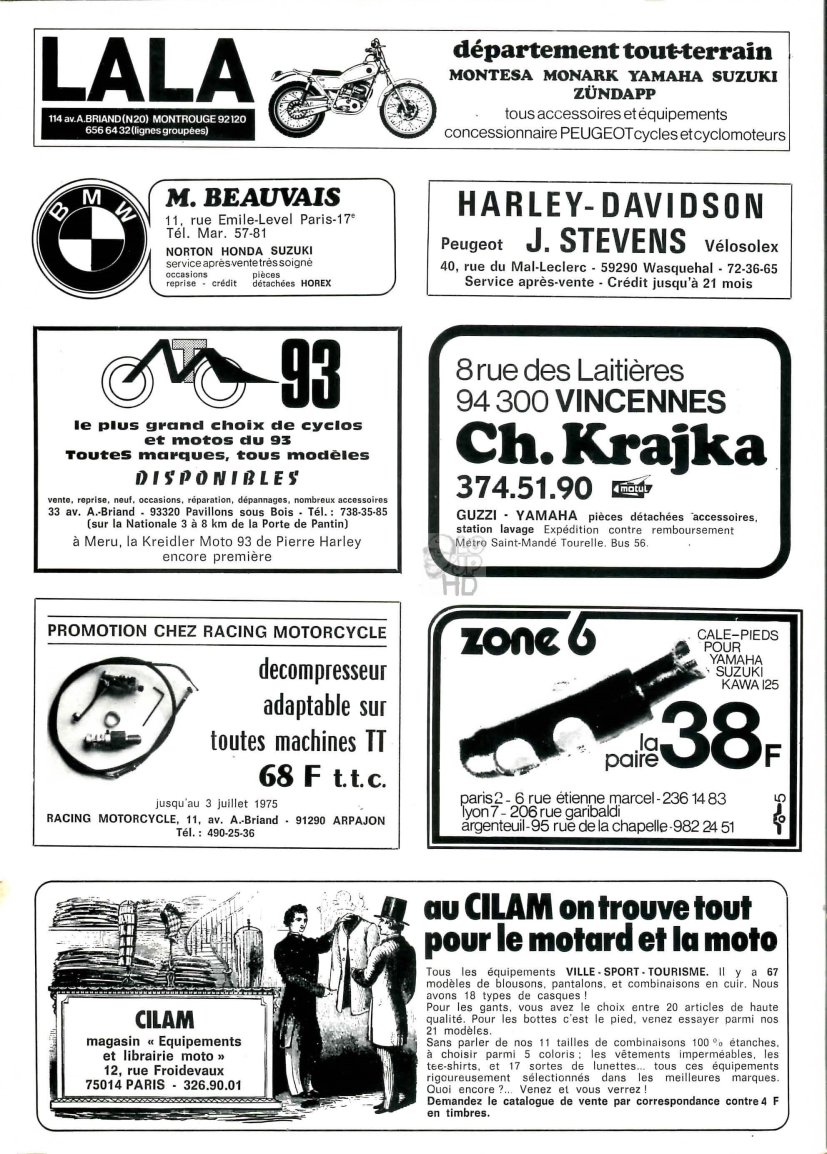 LALA
114 av.A.BRIAND(N20) MONTROUGE 92120
656 64 32(lignes groupées)
département tout-terrain
MONTESA MONARK YAMAHA SUZUKI
ZÜNDAPP
tous accessoires et équipements
concessionnaire PEUGEOT cycles et cyclomoteurs
BMW
M. BEAUVAIS
11, rue Emile-Level Paris-17e
Tél. Mar. 57-81
NORTON HONDA SUZUKI
service après vente très soigné
occasions pièces
reprise - crédit détachées HOREX
HARLEY-DAVIDSON
Peugeot J. STEVENS Vélosolex
40, rue du Mal-Leclerc - 59290 Wasquehal - 72-36-65
Service après-vente - Crédit jusqu'à 21 mois
MOTO 93
le plus grand choix de cyclos
et motos du 93
TouteS marques, tous modèles
DISPONIBLES
vente, reprise, neuf, occasions, réparation, dépannages, nombreux accessoires
33 av. A.-Briand - 93320 Pavillons sous Bois - Tél. : 738-35-85
(sur la Nationale 3 à 8 km de la Porte de Pantin)
à Meru, la Kreidler Moto 93 de Pierre Harley
encore première
8 rue des Laitières
94 300 VINCENNES
Ch. Krajka
374.51.90 motul
GUZZI - YAMAHA pièces détachées accessoires,
station lavage Expédition contre remboursement
Métro Saint-Mandé Tourelle. Bus 56.
HD
PROMOTION CHEZ RACING MOTORCYCLE
decompresseur
adaptable sur
toutes machines TT
68 F t.t.c.
jusqu'au 3 juillet 1975
RACING MOTORCYCLE, 11, av. A.-Briand - 91290 ARPAJON
Tél. : 490-25-36
zone 6
CALE-PIEDS
POUR
YAMAHA
SUZUKI
KAWA 125
la
paire 38F
paris 2 - 6 rue étienne marcel - 236 14 83
lyon 7 - 206 rue garibaldi
argenteuil - 95 rue de la chapelle - 982 24 51
CILAM
magasin « Equipements
et librairie moto »
12, rue Froidevaux
75014 PARIS - 326.90.01
au CILAM on trouve tout
pour le motard et la moto
Tous les équipements VILLE - SPORT - TOURISME. Il y a 67
modèles de blousons, pantalons, et combinaisons en cuir. Nous
avons 18 types de casques !
Pour les gants, vous avez le choix entre 20 articles de haute
qualité. Pour les bottes c'est le pied, venez essayer parmi nos
21 modèles.
Sans parler de nos 11 tailles de combinaisons 100 % étanches,
à choisir parmi 5 coloris ; les vêtements imperméables, les
tee-shirts, et 17 sortes de lunettes... tous ces équipements
rigoureusement sélectionnés dans les meilleures marques.
Quoi encore ?... Venez et vous verrez !
Demandez le catalogue de vente par correspondance contre 4 F
en timbres.